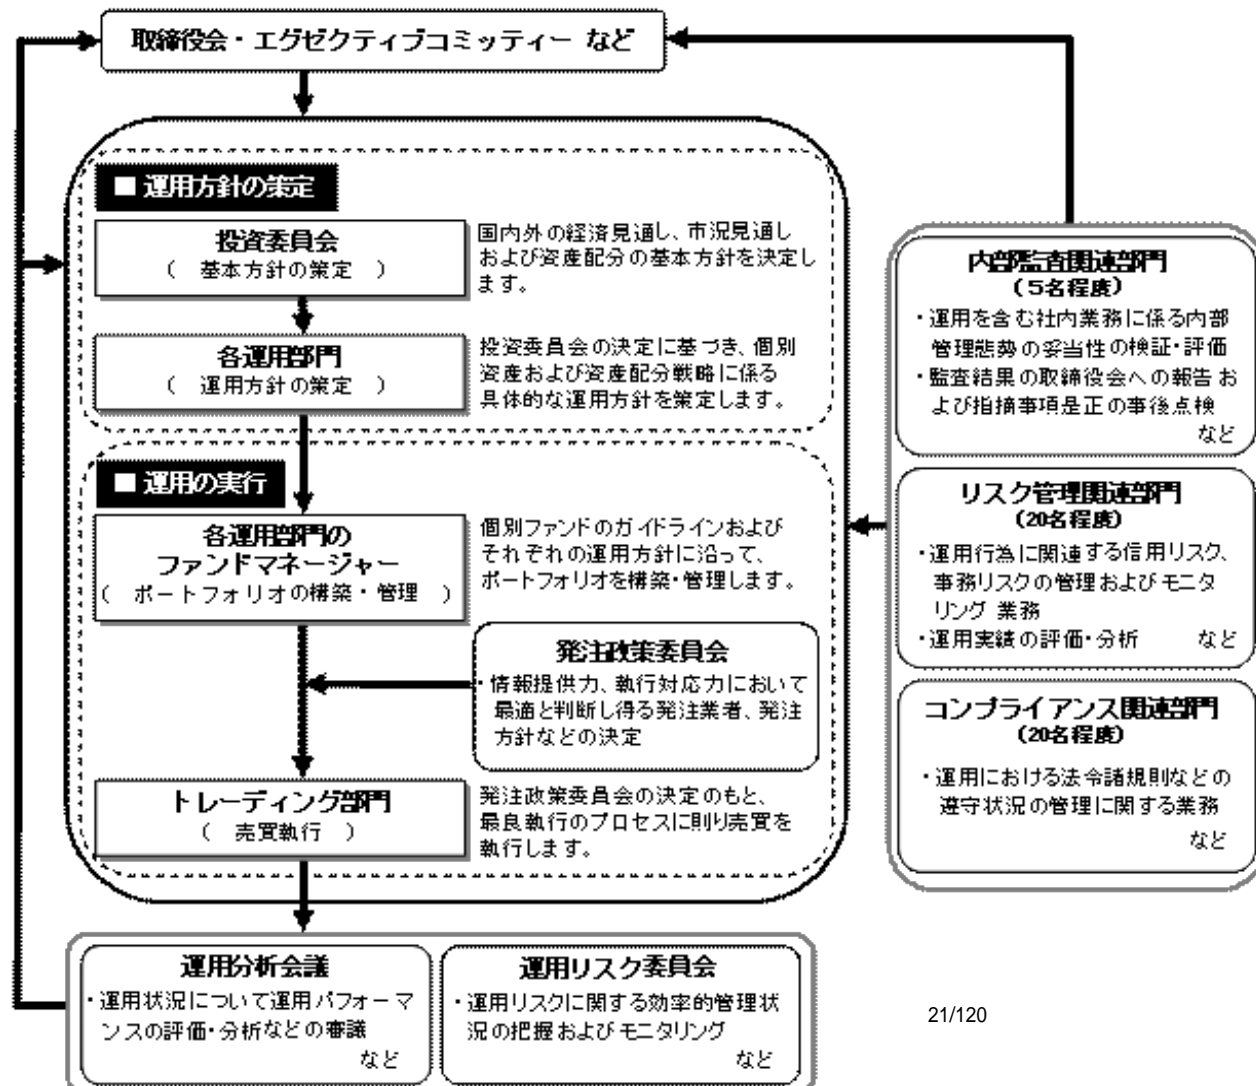 取締役会・エグゼクティブコミッティー など
■ 運用方針の策定
投資委員会
（ 基本方針の策定 ）
国内外の経済見通し、市況見通し
および資産配分の基本方針を決定し
ます。
各運用部門
（ 運用方針の策定 ）
投資委員会の決定に基づき、個別
資産および資産配分戦略に係る
具体的な運用方針を策定します。
■ 運用の実行
各運用部門の
ファンドマネージャー
（ ポートフォリオの構築・管理 ）
個別ファンドのガイドラインおよび
それぞれの運用方針に沿って、
ポートフォリオを構築・管理します。
発注政策委員会
・情報提供力、執行対応力において
最適と判断し得る発注業者、発注
方針などの決定
トレーディング部門
（ 売買執行 ）
発注政策委員会の決定のもと、
最良執行のプロセスに則り売買を
執行します。
内部監査関連部門
（５名程度）
・運用を含む社内業務に係る内部
管理態勢の妥当性の検証・評価
・監査結果の取締役会への報告お
よび指摘事項是正の事後点検
など
リスク管理関連部門
（20名程度）
・運用行為に関連する信用リスク、
事務リスクの管理およびモニタ
リング 業務
・運用実績の評価・分析 など
コンプライアンス関連部門
（20名程度）
・運用における法令諸規則などの
遵守状況の管理に関する業務
など
運用分析会議
・運用状況について運用パフォーマ
ンスの評価・分析などの審議
など
運用リスク委員会
・運用リスクに関する効率的管理状
況の把握およびモニタリング
など
21/120